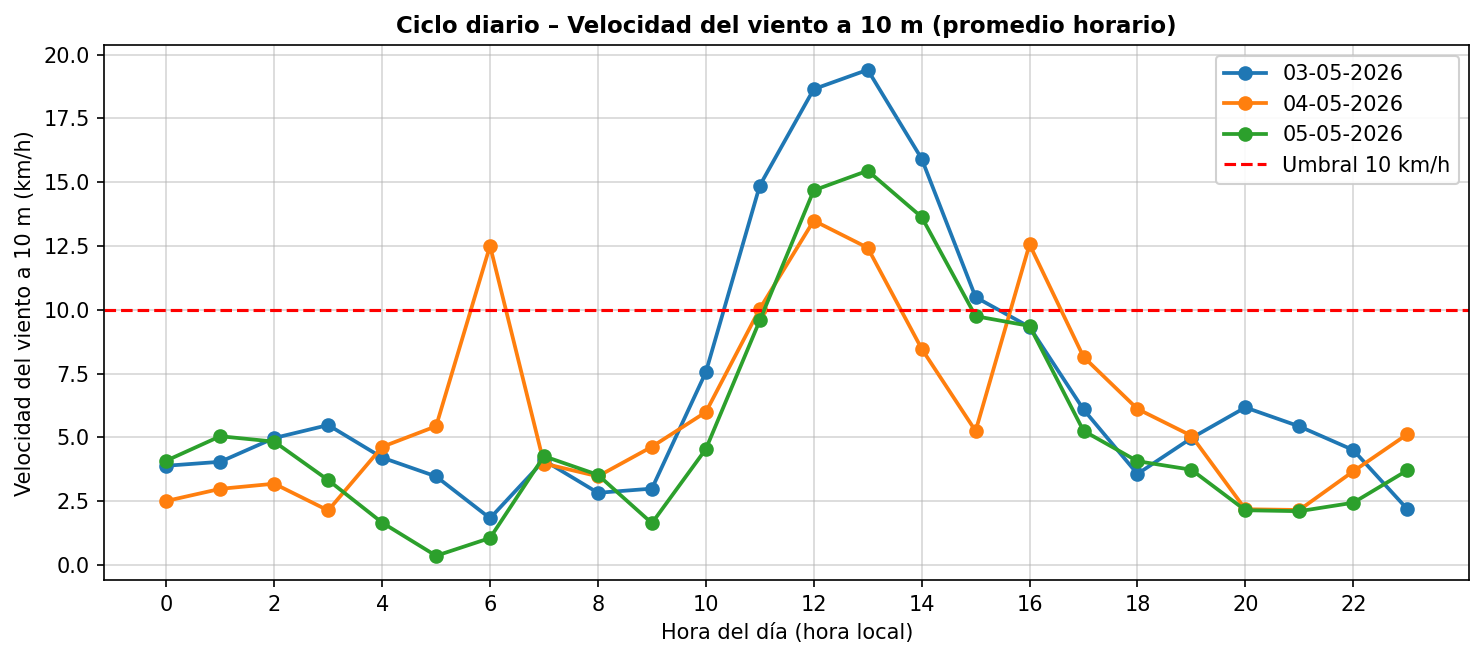 Ciclo diario – Velocidad del viento a 10 m (promedio horario)
Velocidad del viento a 10 m (km/h)
20.0
17.5
15.0
12.5
10.0
7.5
5.0
2.5
0.0
03-05-2026
04-05-2026
05-05-2026
Umbral 10 km/h
0 2 4 6 8 10 12 14 16 18 20 22
Hora del día (hora local)